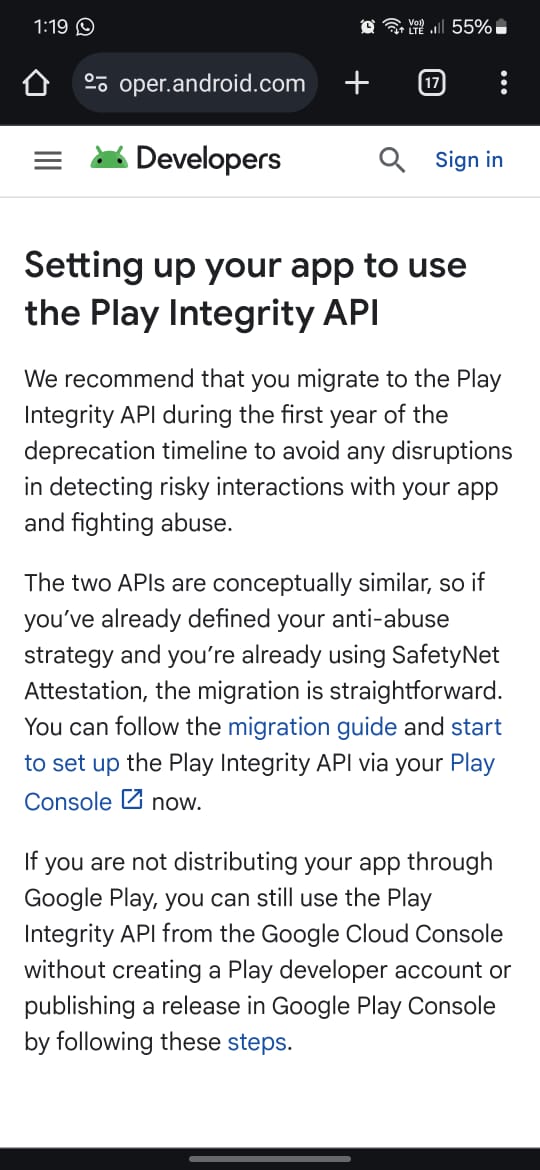 1:19
Vo))
LTE
55%
oper.android.com
17
Developers
Sign in
Setting up your app to use
the Play Integrity API
We recommend that you migrate to the Play
Integrity API during the first year of the
deprecation timeline to avoid any disruptions
in detecting risky interactions with your app
and fighting abuse.
The two APIs are conceptually similar, so if
you’ve already defined your anti-abuse
strategy and you’re already using SafetyNet
Attestation, the migration is straightforward.
You can follow the migration guide and start
to set up the Play Integrity API via your Play
Console now.
If you are not distributing your app through
Google Play, you can still use the Play
Integrity API from the Google Cloud Console
without creating a Play developer account or
publishing a release in Google Play Console
by following these steps.